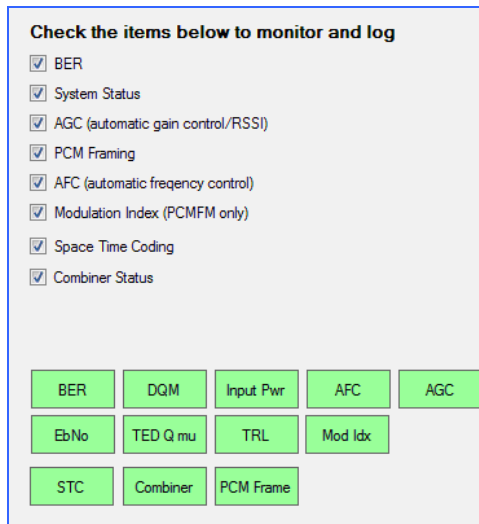 Check the items below to monitor and log
BER
System Status
AGC (automatic gain control/RSSI)
PCM Framing
AFC (automatic freqency control)
Modulation Index (PCMFM only)
Space Time Coding
Combiner Status
BER DQM Input Pwr AFC AGC
EbNo TED Q mu TRL Mod Idx
STC Combiner PCM Frame